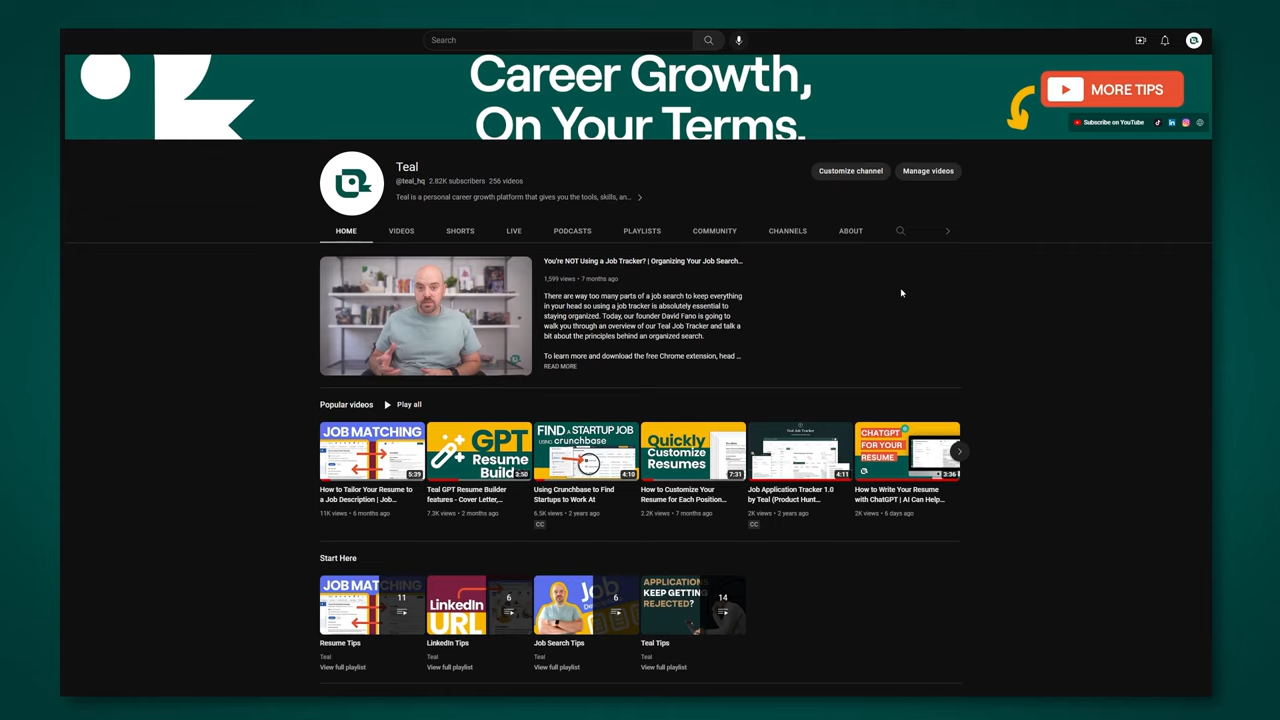 Search
Career Growth,
On Your Terms.
MORE TIPS
Subscribe on YouTube
Teal
@teal_hq 2.82K subscribers 256 videos
Teal is a personal career growth platform that gives you the tools, skills, an...
Customize channel
Manage videos
HOME VIDEOS SHORTS LIVE PODCASTS PLAYLISTS COMMUNITY CHANNELS ABOUT
You're NOT Using a Job Tracker? | Organizing Your Job Search...
1,599 views • 7 months ago
There are way too many parts of a job search to keep everything
in your head so using a job tracker is absolutely essential to
staying organized. Today, our founder David Fano is going to
walk you through an overview of our Teal Job Tracker and talk a
bit about the principles behind an organized search.
To learn more and download the free Chrome extension, head ...
READ MORE
Popular videos Play all
JOB MATCHING
5:39
How to Tailor Your Resume to
a Job Description | Job...
11K views • 6 months ago
GPT
Resume
Build
3:50
Teal GPT Resume Builder
features - Cover Letter,...
7.3K views • 2 months ago
FIND A STARTUP JOB
USING crunchbase
4:10
Using Crunchbase to Find
Startups to Work At
6.5K views • 2 years ago
CC
Quickly
Customize
Resumes
7:31
How to Customize Your
Resume for Each Position...
2.2K views • 7 months ago
Teal Job Tracker
4:11
Job Application Tracker 1.0
by Teal (Product Hunt...
2K views • 2 years ago
CC
CHATGPT
FOR YOUR
RESUME
3:36
How to Write Your Resume
with ChatGPT | AI Can Help...
2K views • 6 days ago
Start Here
JOB MATCHING
11
Resume Tips
Teal
View full playlist
LinkedIn
URL
6
LinkedIn Tips
Teal
View full playlist
Job
6
Job Search Tips
Teal
View full playlist
APPLICATIONS
KEEP GETTING
REJECTED?
14
Teal Tips
Teal
View full playlist